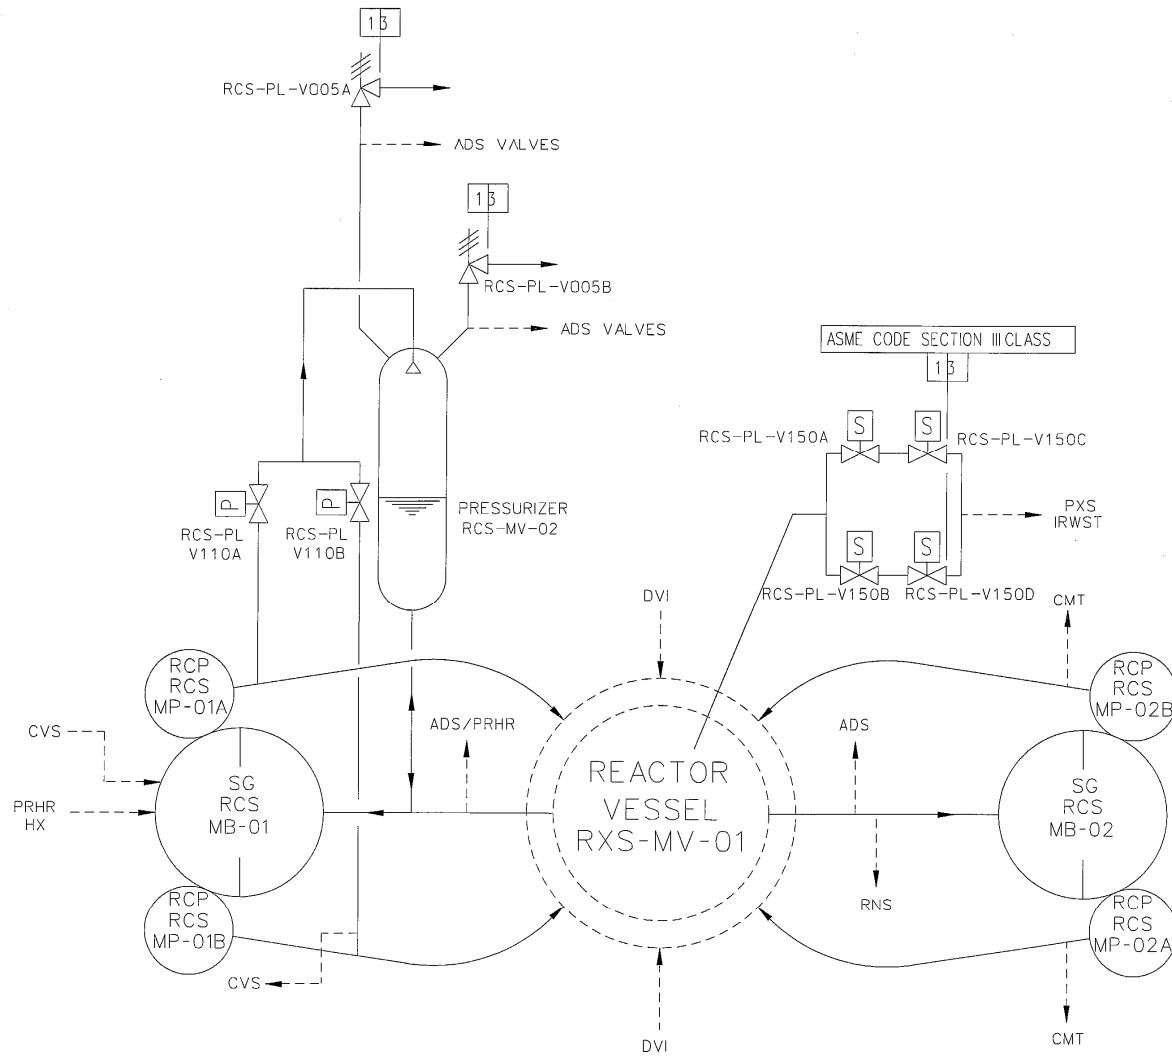 13
RCS-PL-V005A
ADS VALVES
13
RCS-PL-V005B
ADS VALVES
ASME CODE SECTION III CLASS
13
RCS-PL-V150A
S
S
RCS-PL-V150C
P
P
RCS-PL
V110A
RCS-PL
V110B
PRESSURIZER
RCS-MV-02
PXS
IRWST
S
S
RCS-PL-V150B
RCS-PL-V150D
DVI
CMT
RCP
RCS
MP-01A
RCP
RCS
MP-02B
CVS
ADS/PRHR
ADS
PRHR
HX
SG
RCS
MB-01
REACTOR
VESSEL
RXS-MV-01
SG
RCS
MB-02
RNS
RCP
RCS
MP-01B
RCP
RCS
MP-02A
CVS
DVI
CMT